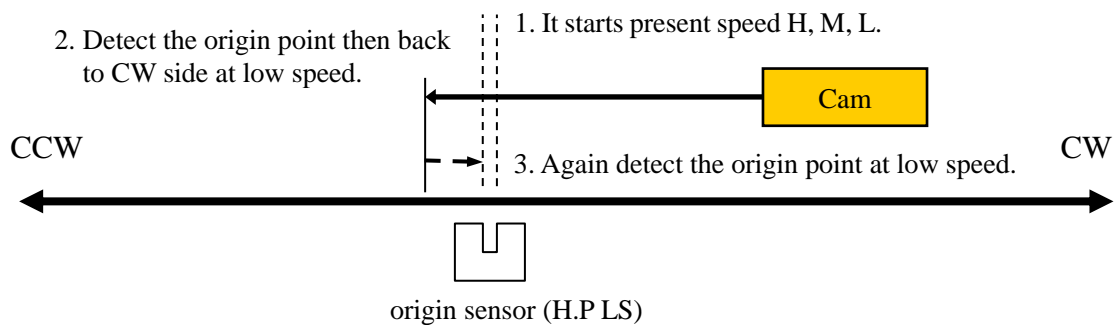 1. It starts present speed H, M, L.
2. Detect the origin point then back
to CW side at low speed.
Cam
CCW
CW
3. Again detect the origin point at low speed.
origin sensor (H.P LS)